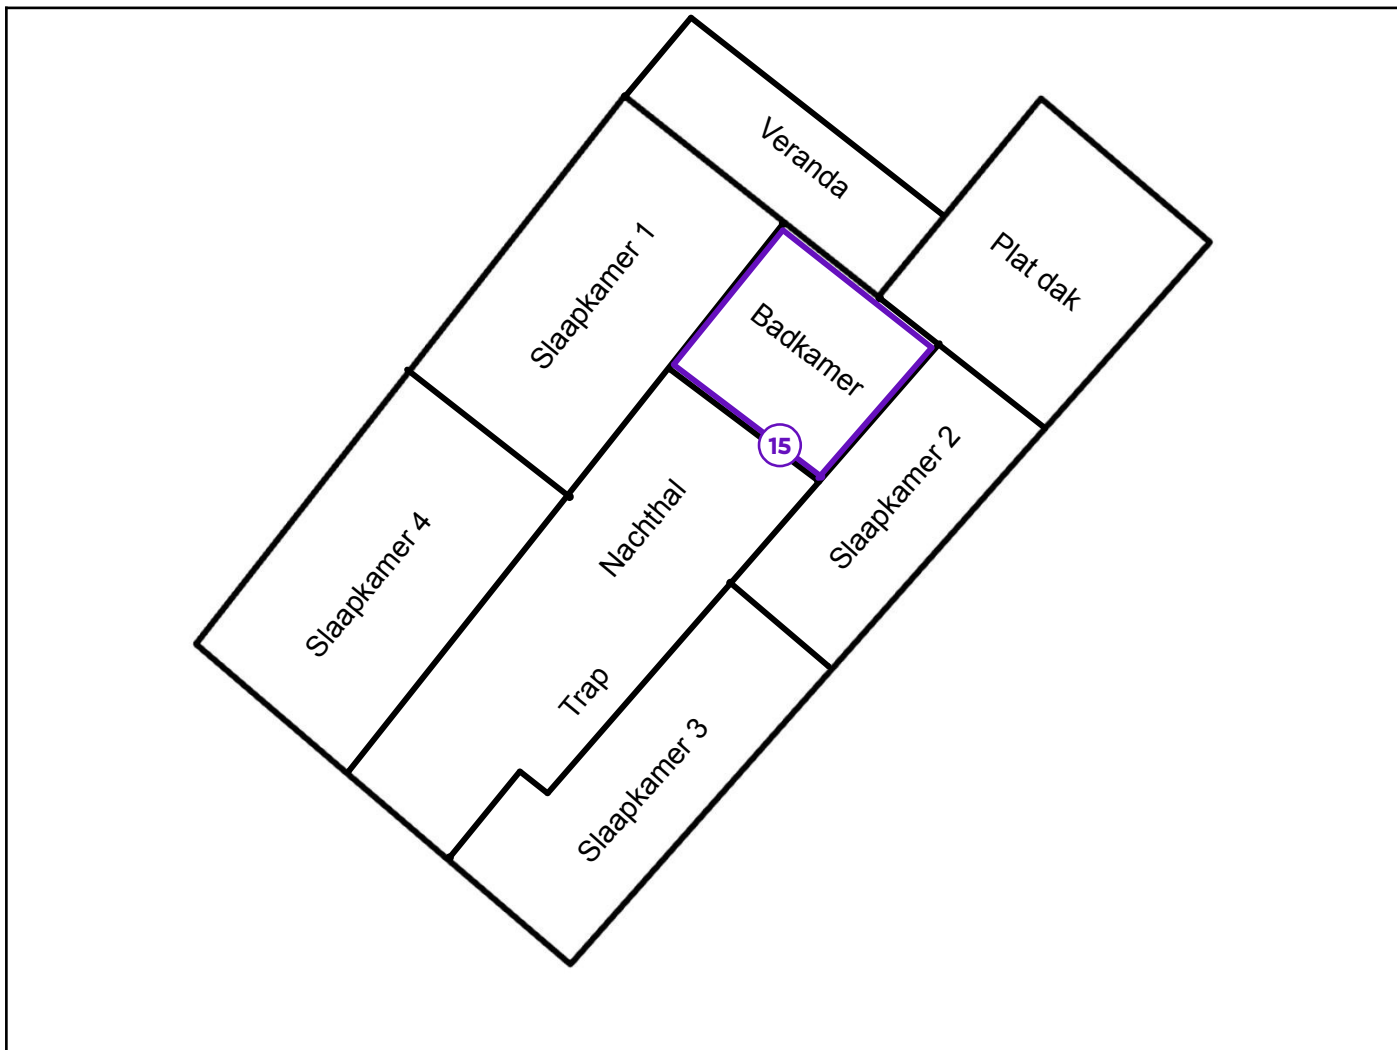 Veranda
Plat dak
Slaapkamer 1
Badkamer
15
Slaapkamer 2
Nachthal
Slaapkamer 4
Trap
Slaapkamer 3